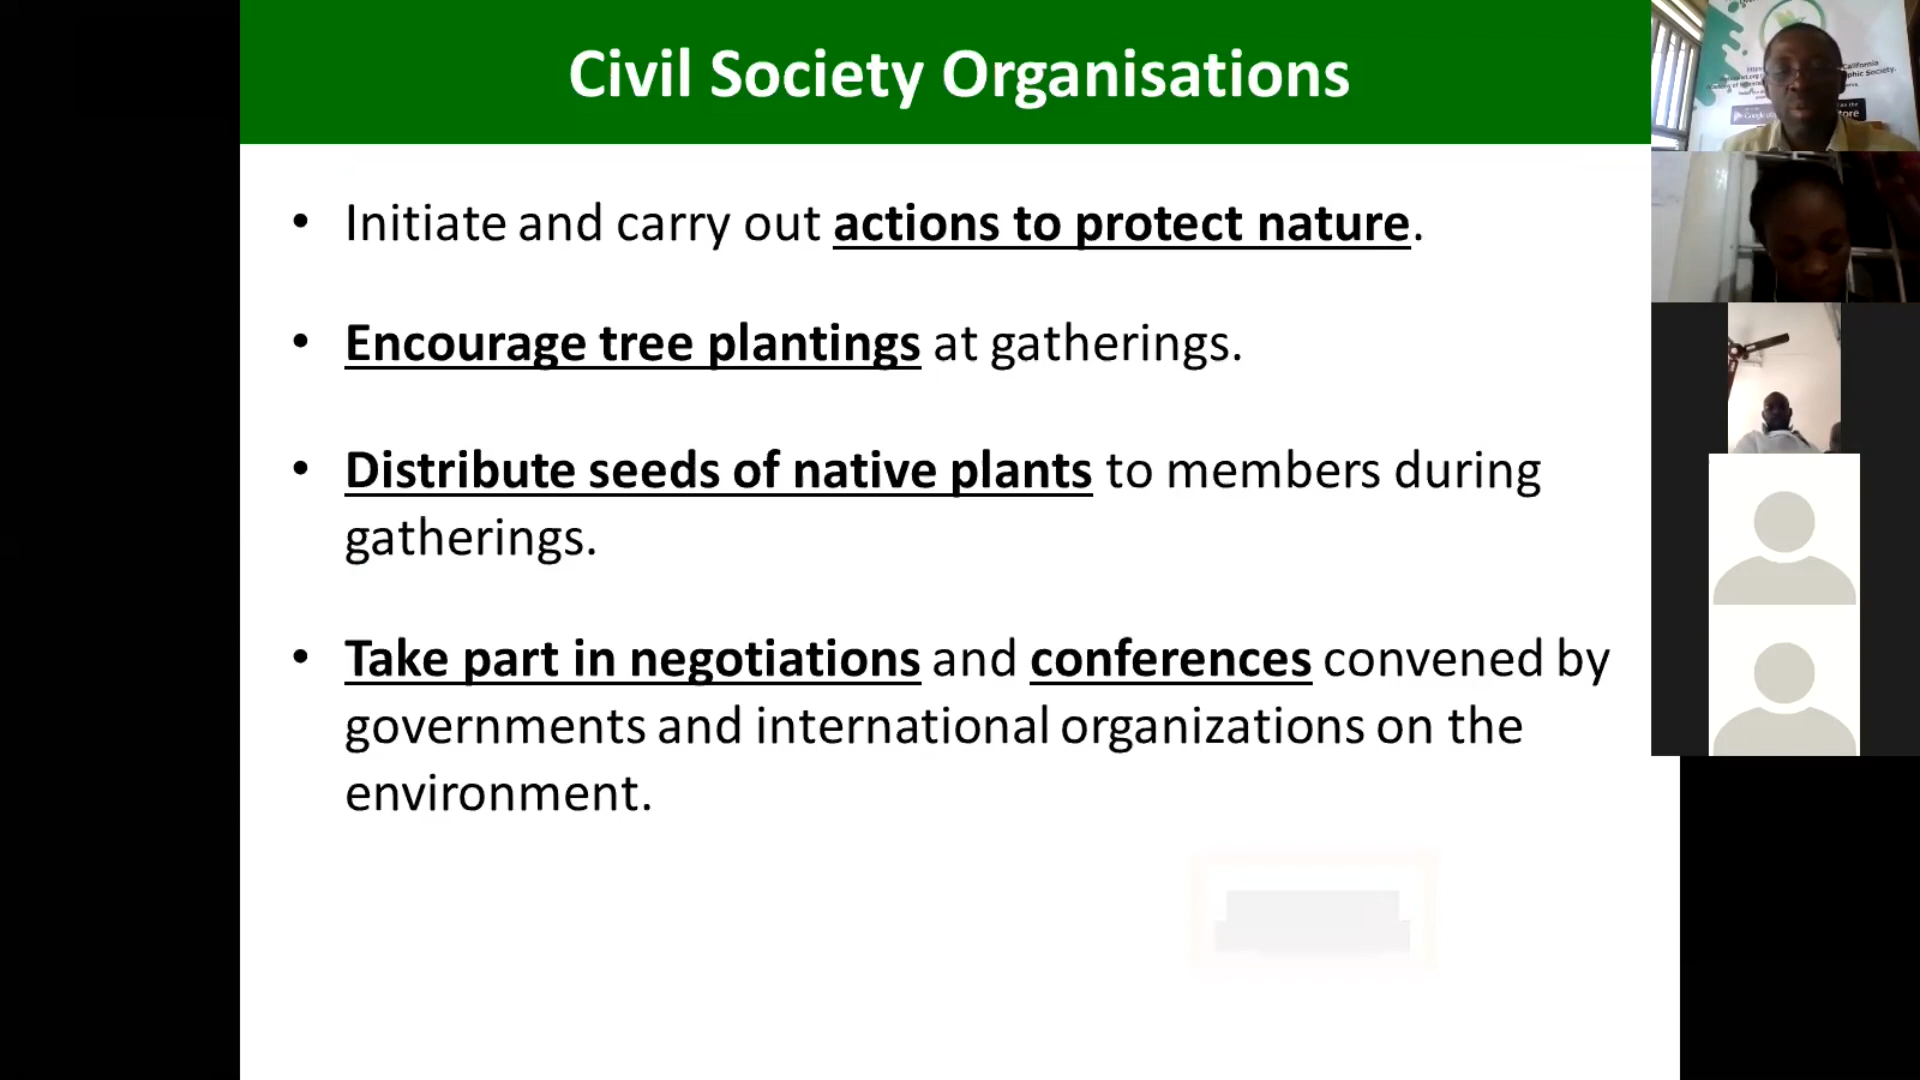 Civil Society Organisations
• Initiate and carry out actions to protect nature.
• Encourage tree plantings at gatherings.
• Distribute seeds of native plants to members during
gatherings.
• Take part in negotiations and conferences convened by
governments and international organizations on the
environment.
California
Society.